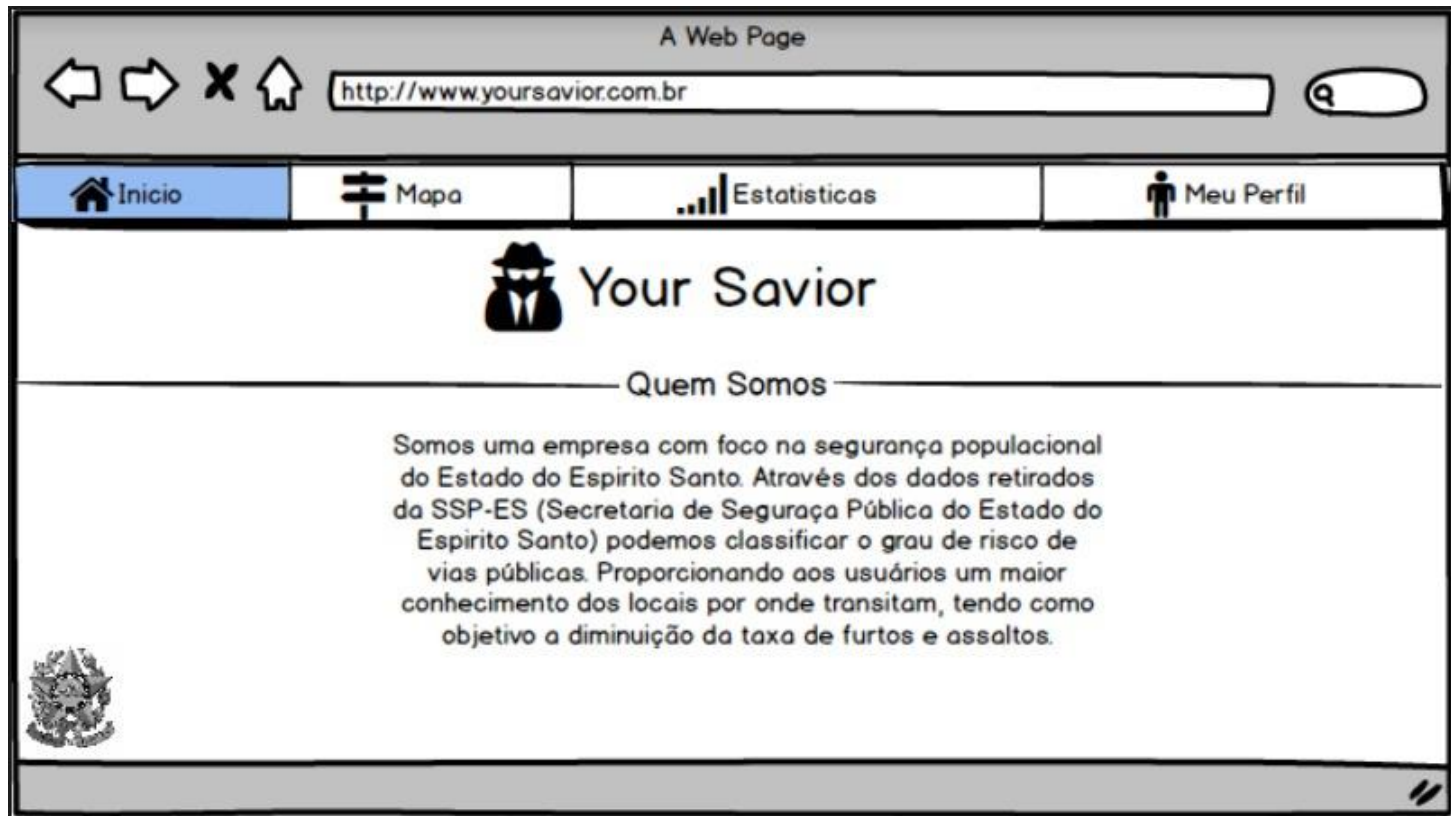 A Web Page
http://www.yoursavior.com.br
Inicio
Mapa
Estatisticas
Meu Perfil
Your Savior
Quem Somos
Somos uma empresa com foco na segurança populacional
do Estado do Espirito Santo. Através dos dados retirados
da SSP-ES (Secretaria de Seguraça Pública do Estado do
Espirito Santo) podemos classificar o grau de risco de
vias públicas. Proporcionando aos usuários um maior
conhecimento dos locais por onde transitam, tendo como
objetivo a diminuição da taxa de furtos e assaltos.